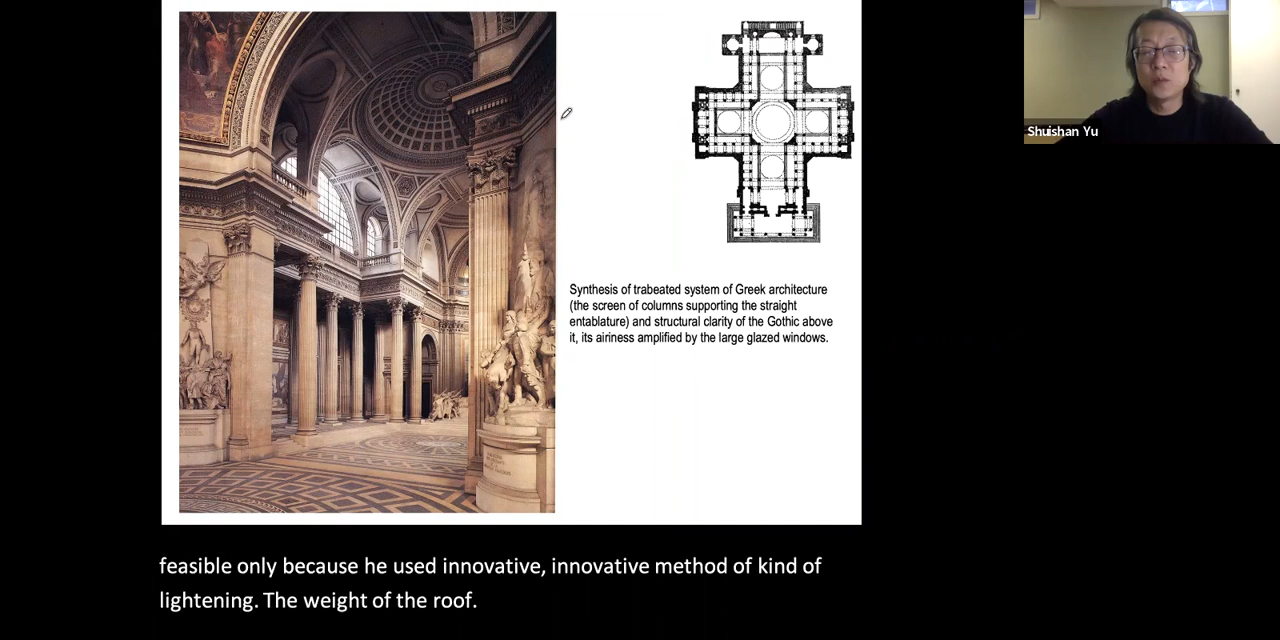 Shuishan Yu
Synthesis of trabeated system of Greek architecture
(the screen of columns supporting the straight
entablature) and structural clarity of the Gothic above
it, its airiness amplified by the large glazed windows.
feasible only because he used innovative, innovative method of kind of
lightening. The weight of the roof.